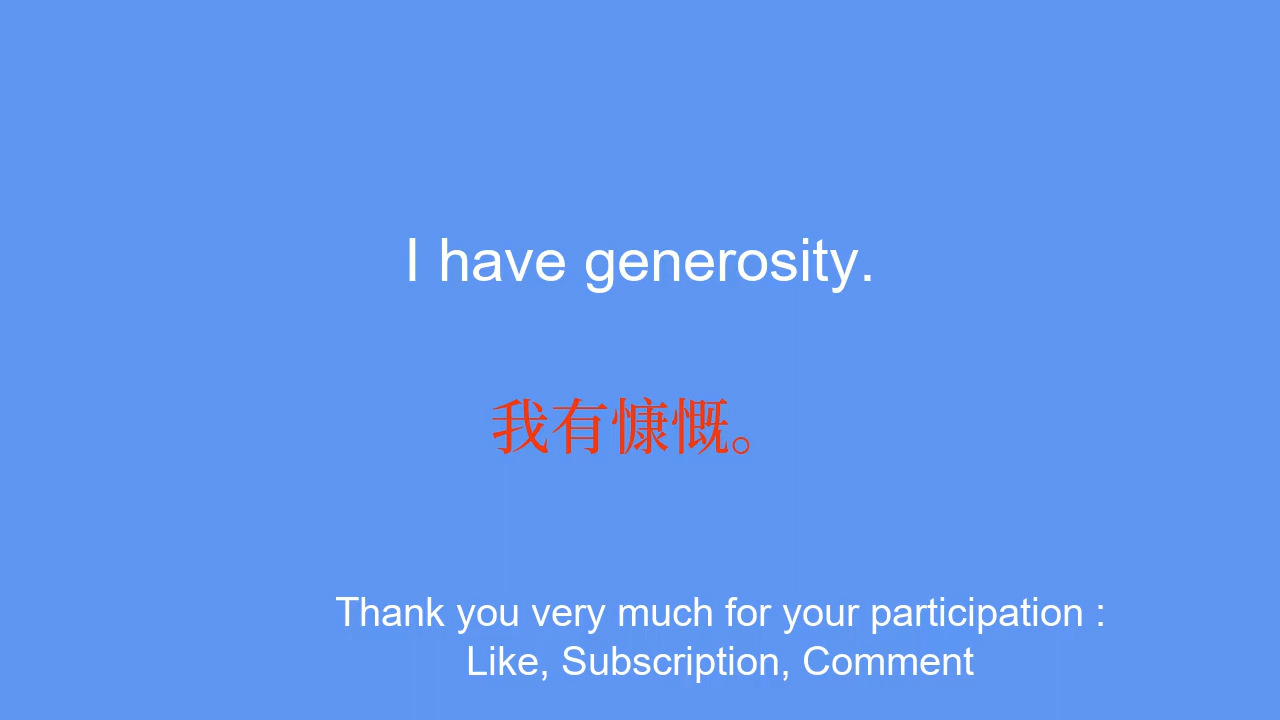 I have generosity.
我有慷慨。
Thank you very much for your participation :
Like, Subscription, Comment